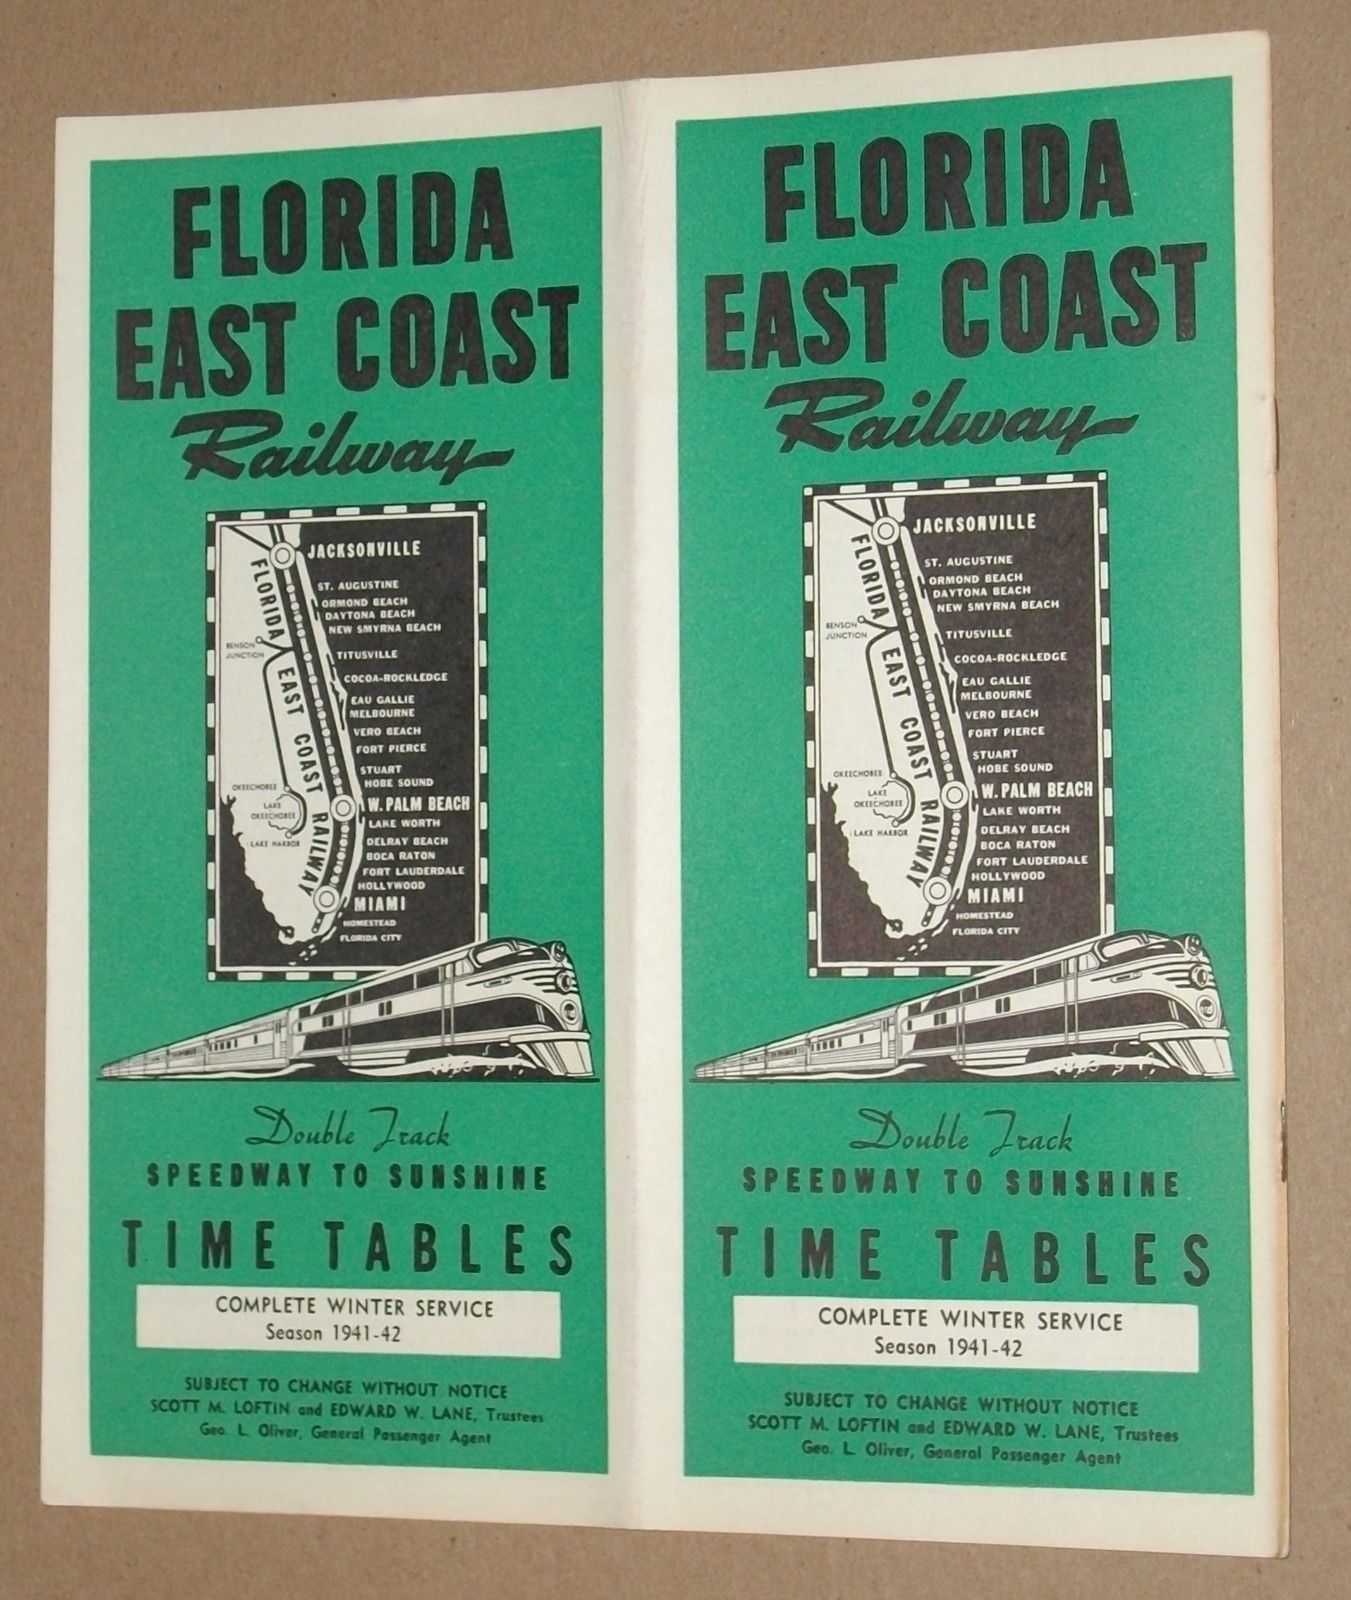 FLORIDA
EAST COAST
Railway
JACKSONVILLE
ST. AUGUSTINE
ORMOND BEACH
DAYTONA BEACH
NEW SMYRNA BEACH
BENSON
JUNCTION
TITUSVILLE
COCOA-ROCKLEDGE
EAU GALLIE
MELBOURNE
VERO BEACH
FORT PIERCE
STUART
HOBE SOUND
OKEECHOBEE
LAKE
OKEECHOBEE
LAKE HARBOR
W. PALM BEACH
LAKE WORTH
DELRAY BEACH
BOCA RATON
FORT LAUDERDALE
HOLLYWOOD
MIAMI
HOMESTEAD
FLORIDA CITY
FLORIDA EAST COAST RAILWAY
Double Track
SPEEDWAY TO SUNSHINE
TIME TABLES
COMPLETE WINTER SERVICE
Season 1941-42
SUBJECT TO CHANGE WITHOUT NOTICE
SCOTT M. LOFTIN and EDWARD W. LANE, Trustees
Geo. L. Oliver, General Passenger Agent
FLORIDA
EAST COAST
Railway
JACKSONVILLE
ST. AUGUSTINE
ORMOND BEACH
DAYTONA BEACH
NEW SMYRNA BEACH
BENSON
JUNCTION
TITUSVILLE
COCOA-ROCKLEDGE
EAU GALLIE
MELBOURNE
VERO BEACH
FORT PIERCE
STUART
HOBE SOUND
OKEECHOBEE
LAKE
OKEECHOBEE
LAKE HARBOR
W. PALM BEACH
LAKE WORTH
DELRAY BEACH
BOCA RATON
FORT LAUDERDALE
HOLLYWOOD
MIAMI
HOMESTEAD
FLORIDA CITY
FLORIDA EAST COAST RAILWAY
Double Track
SPEEDWAY TO SUNSHINE
TIME TABLES
COMPLETE WINTER SERVICE
Season 1941-42
SUBJECT TO CHANGE WITHOUT NOTICE
SCOTT M. LOFTIN and EDWARD W. LANE, Trustees
Geo. L. Oliver, General Passenger Agent